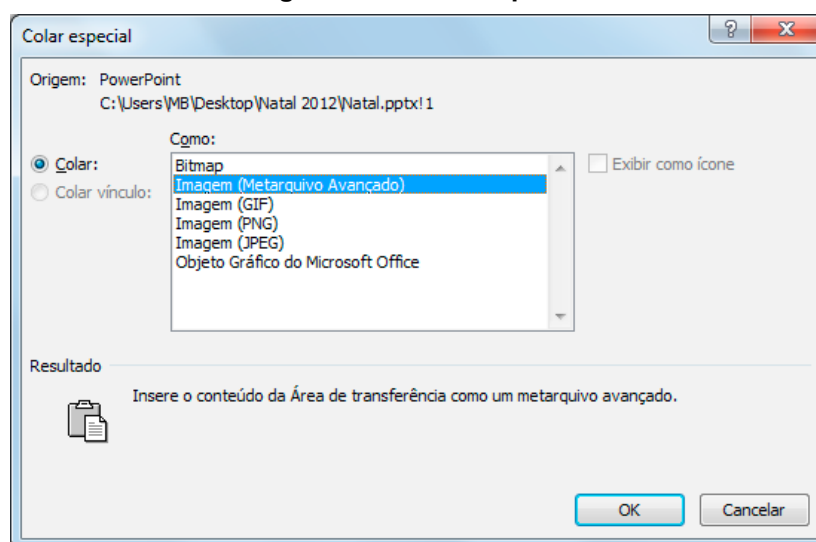 Colar especial
Origem: PowerPoint
C:\Users\MB\Desktop\Natal 2012\Natal.pptx!1
Como:
Colar:
Colar vínculo:
Bitmap
Imagem (Metarquivo Avançado)
Imagem (GIF)
Imagem (PNG)
Imagem (JPEG)
Objeto Gráfico do Microsoft Office
Exibir como ícone
Resultado
Insere o conteúdo da Área de transferência como um metarquivo avançado.
OK
Cancelar